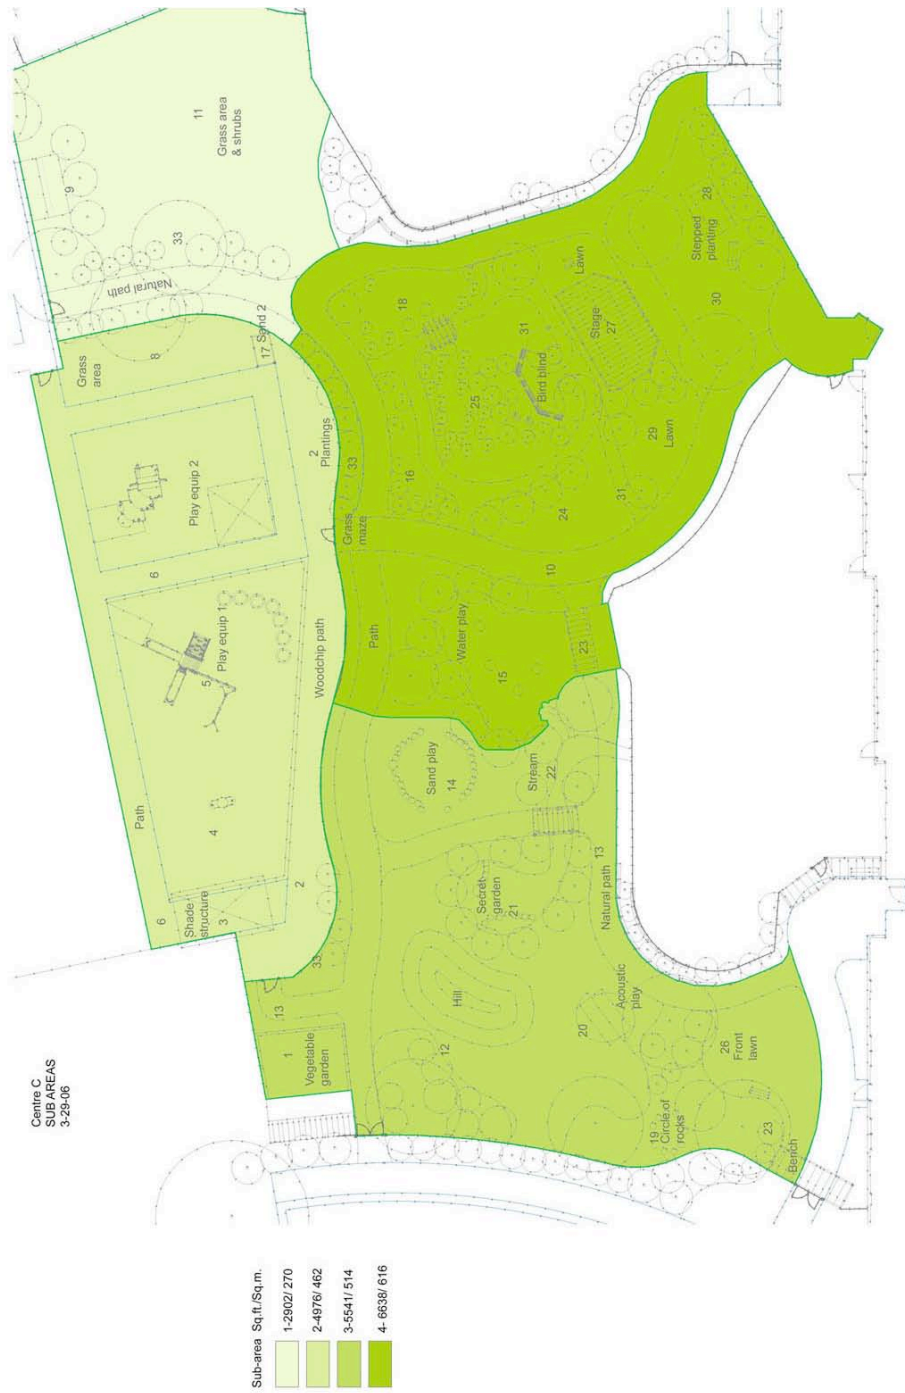 Centre C
SUB AREAS
3-29-06
Sub-area Sq.ft./Sq.m.
1-2902/ 270
2-4976/ 462
3-5541/ 514
4- 6638/ 616
1
Vegetable
garden
13
33
6
Shade
structure
3
2
Path
4
5
Play equip 1
Woodchip path
6
Play equip 2
2
Plantings
Grass
area
8
17 Sand 2
Natural path
33
9
11
Grass area
& shrubs
12
Hill
Secret
garden
21
Sand play
14
Stream
22
13
Natural path
20
Acoustic
play
19
Circle of
rocks
26
Front
lawn
23
Bench
Path
Water play
15
23
10
Grass
maze
33
16
18
25
24
31
Bird blind
31
Stage
27
Lawn
29
Lawn
30
Stepped
planting
28